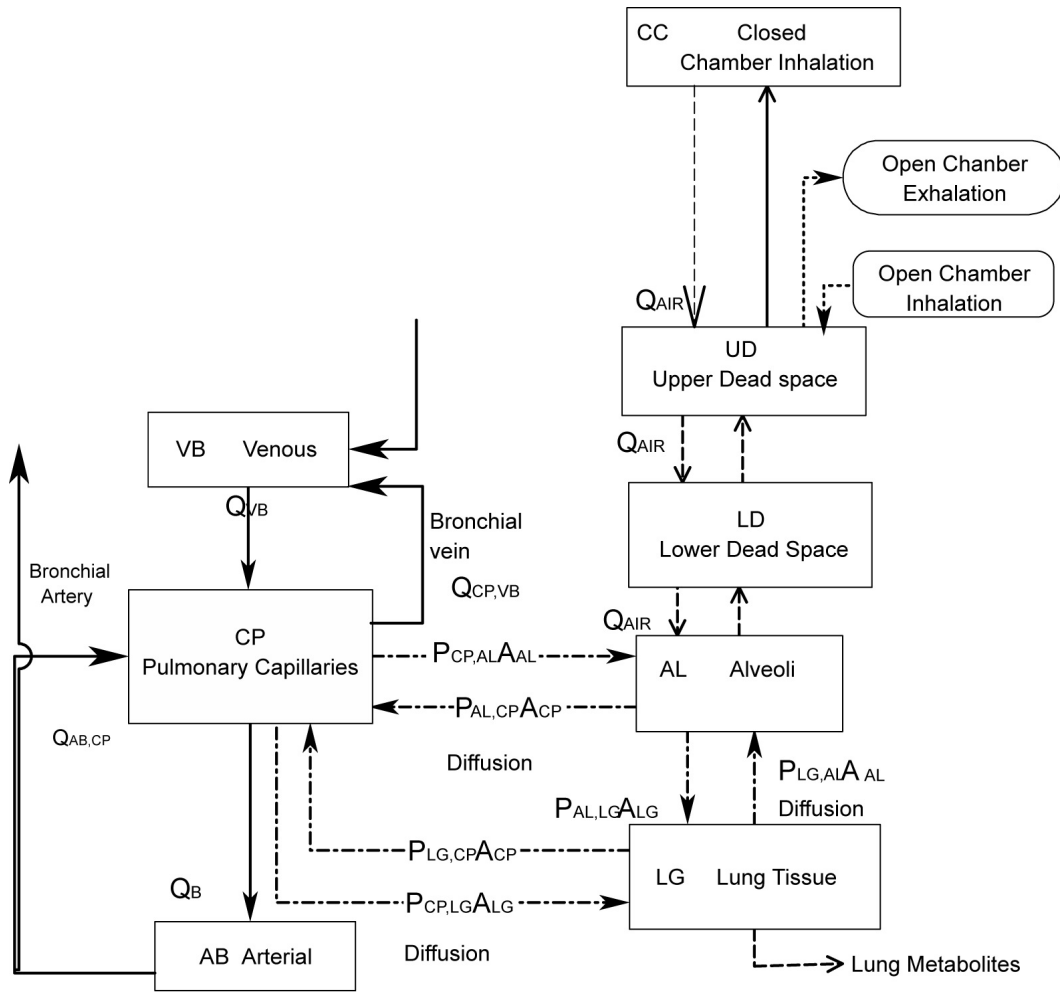 CC Closed
Chamber Inhalation
Open Chanber
Exhalation
Open Chamber
Inhalation
QAIR
UD
Upper Dead space
VB Venous
QAIR
QVB
Bronchial
vein
LD
Lower Dead Space
Bronchial
Artery
QCP,VB
QAIR
CP
Pulmonary Capillaries
PCP,ALAAL
AL Alveoli
PAL,CPACP
QAB,CP
Diffusion
PLG,ALAAL
Diffusion
PAL,LGALG
PLG,CPACP
LG Lung Tissue
QB
PCP,LGALG
Diffusion
AB Arterial
Lung Metabolites